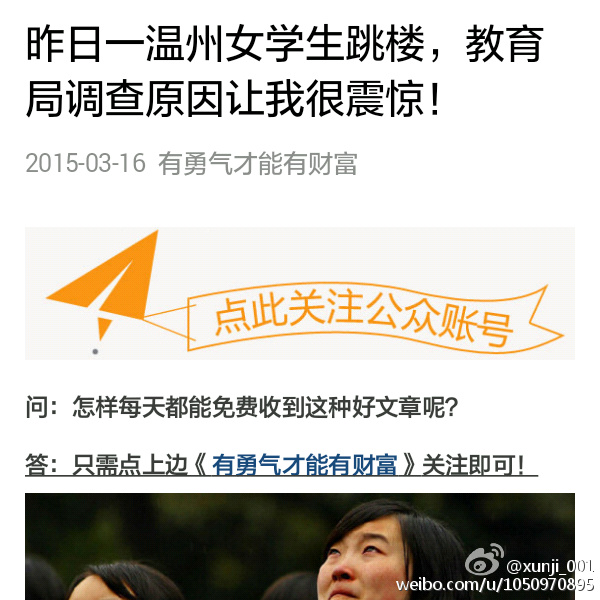 昨日一温州女学生跳楼，教育
局调查原因让我很震惊！
2015-03-16 有勇气才能有财富
点此关注公众账号
问：怎样每天都能免费收到这种好文章呢？
答：只需点上边《有勇气才能有财富》关注即可！
@xunji_001
weibo.com/u/1050970895